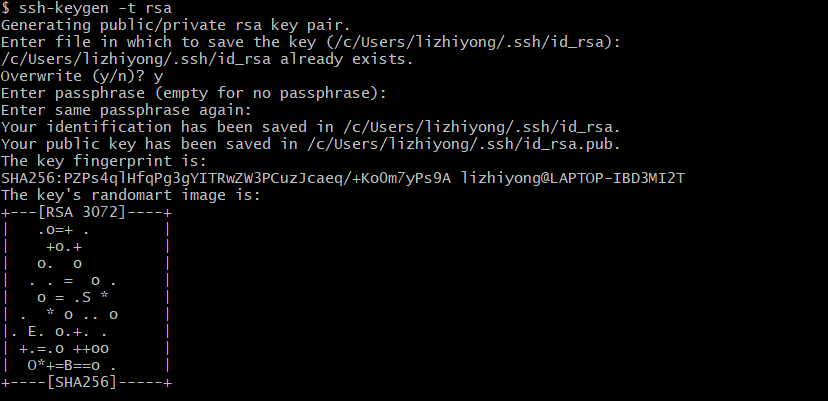 $ ssh-keygen -t rsa
Generating public/private rsa key pair.
Enter file in which to save the key (/c/Users/lizhiyong/.ssh/id_rsa):
/c/Users/lizhiyong/.ssh/id_rsa already exists.
Overwrite (y/n)? y
Enter passphrase (empty for no passphrase):
Enter same passphrase again:
Your identification has been saved in /c/Users/lizhiyong/.ssh/id_rsa.
Your public key has been saved in /c/Users/lizhiyong/.ssh/id_rsa.pub.
The key fingerprint is:
SHA256:PZPs4qlHfqPg3gYITRwZW3PCuzJcaeq/+KoOm7yPs9A lizhiyong@LAPTOP-IBD3MI2T
The key's randomart image is:
+---[RSA 3072]----+
|   .o=+ .        |
|    +o.+         |
|   o.  o         |
|  . . =  o .     |
|   o = .S *      |
| .  * o .. o     |
|. E. o.+. .      |
| +.=.o ++oo      |
|  O*+=B==o .     |
+----[SHA256]-----+